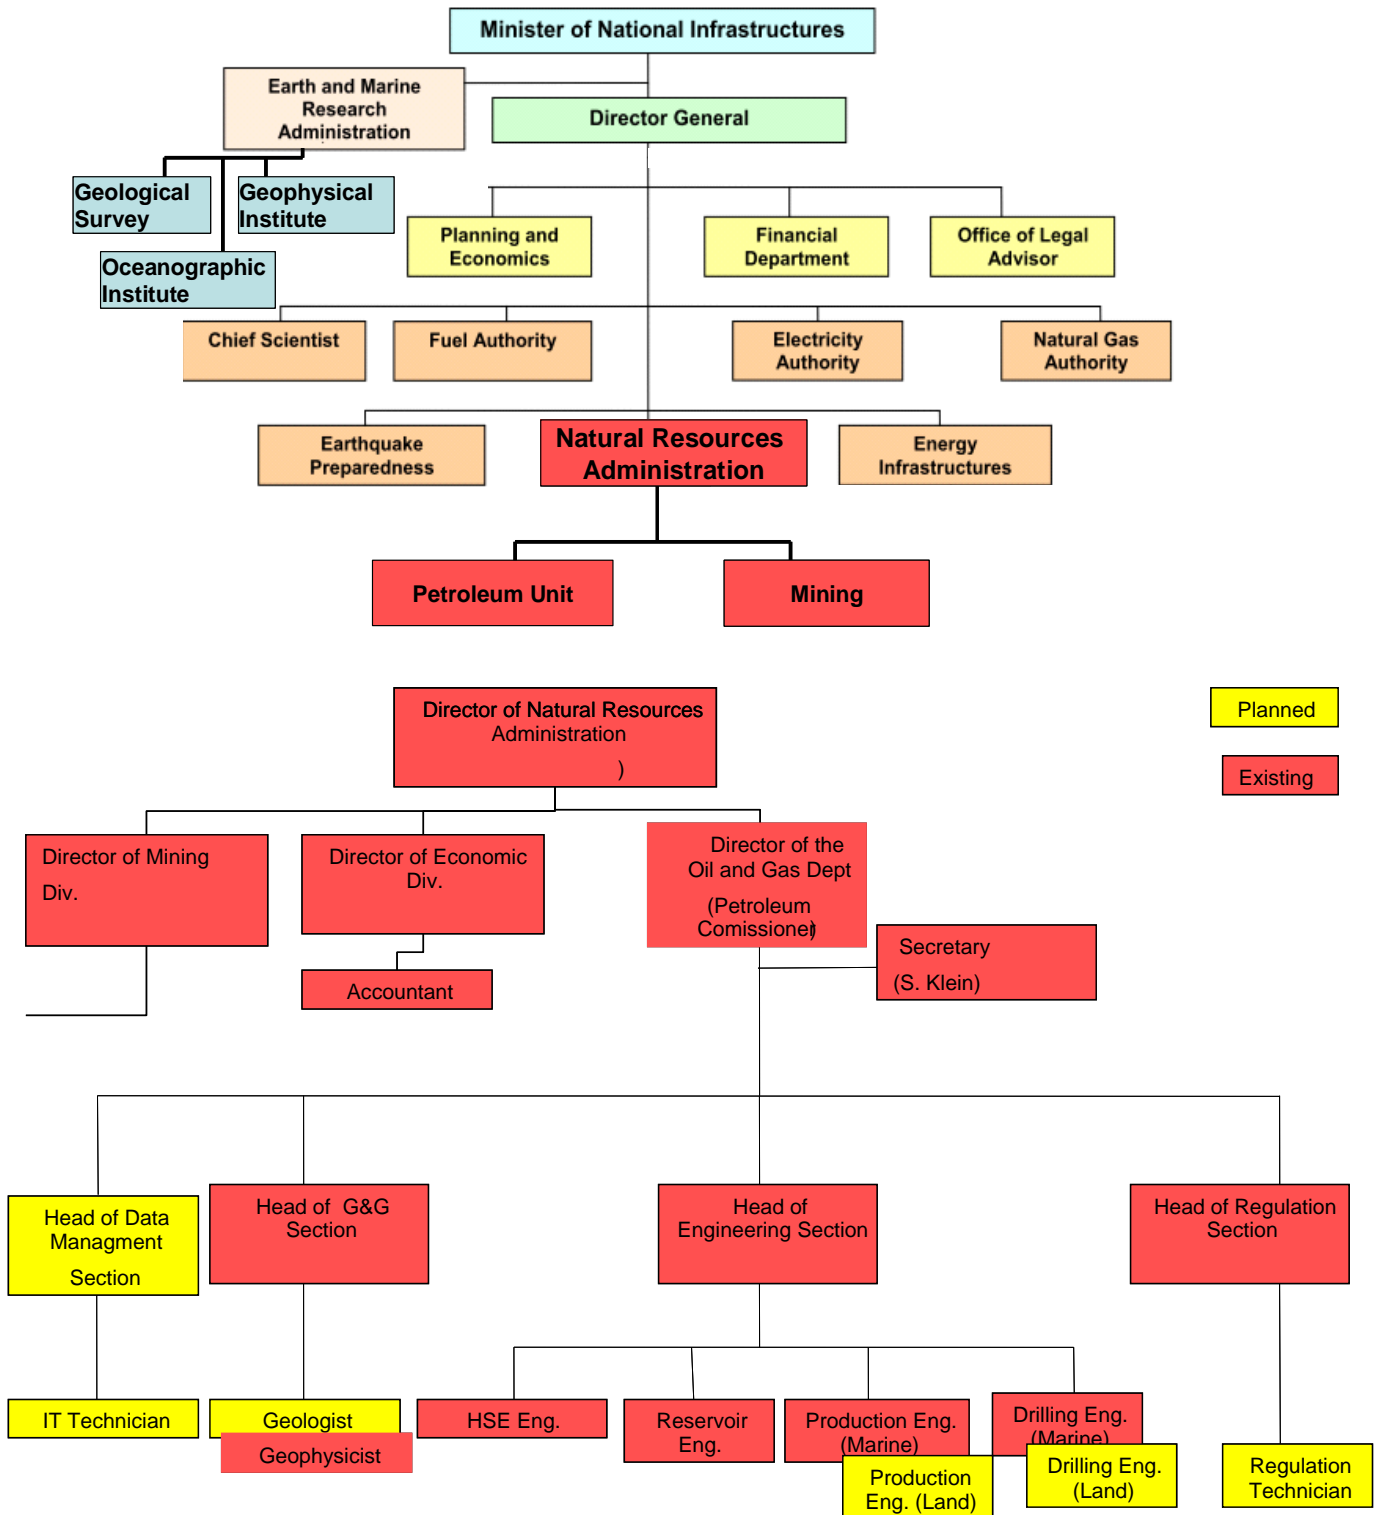 Minister of National Infrastructures
Earth and Marine
Research
Administration
Director General
Geological
Survey
Geophysical
Institute
Oceanographic
Institute
Planning and
Economics
Financial
Department
Office of Legal
Advisor
Chief Scientist
Fuel Authority
Electricity
Authority
Natural Gas
Authority
Earthquake
Preparedness
Natural Resources
Administration
Energy
Infrastructures
Petroleum Unit
Mining
Director of Natural Resources
Administration
)
Planned
Existing
Director of Mining
Div.
Director of Economic
Div.
Director of the
Oil and Gas Dept
(Petroleum
Comissioner)
Accountant
Secretary
(S. Klein)
Head of Data
Managment
Section
Head of G&G
Section
Head of
Engineering Section
Head of Regulation
Section
IT Technician
Geologist
Geophysicist
HSE Eng.
Reservoir
Eng.
Production Eng.
(Marine)
Production
Eng. (Land)
Drilling Eng.
(Marine)
Drilling Eng.
(Land)
Regulation
Technician